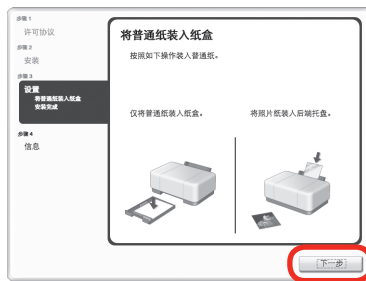 步骤 1
许可协议
步骤 2
安装
步骤 3
设置
将普通纸装入纸盒
安装完成
步骤 4
信息
将普通纸装入纸盒
按照如下操作装入普通纸。
仅将普通纸装入纸盒。
将照片纸装入后端托盘。
下一步